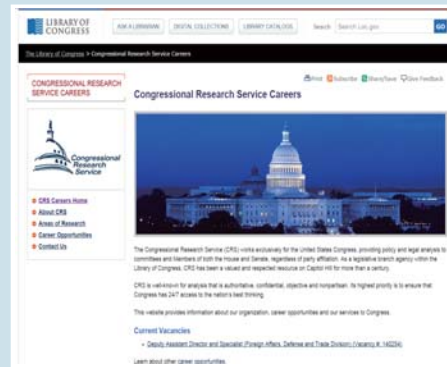 LIBRARY OF CONGRESS
ASK A LIBRARIAN DIGITAL COLLECTIONS LIBRARY CATALOGS Search Search Loc.gov GO
The Library of Congress > Congressional Research Service Careers
Print Subscribe Share/Save Give Feedback
CONGRESSIONAL RESEARCH
SERVICE CAREERS
Congressional Research Service Careers
Congressional
Research
Service
CRS Careers Home
About CRS
Areas of Research
Career Opportunities
Contact Us
The Congressional Research Service (CRS) works exclusively for the United States Congress, providing policy and legal analysis to
committees and Members of both the House and Senate, regardless of party affiliation. As a legislative branch agency within the
Library of Congress, CRS has been a valued and respected resource on Capitol Hill for more than a century.
CRS is well-known for analysis that is authoritative, confidential, objective and nonpartisan. Its highest priority is to ensure that
Congress has 24/7 access to the nation's best thinking.
This website provides information about our organization, career opportunities and our services to Congress.
Current Vacancies
Deputy Assistant Director and Specialist (Foreign Affairs, Defense and Trade Division) (Vacancy #: 140234)
Learn about other career opportunities.